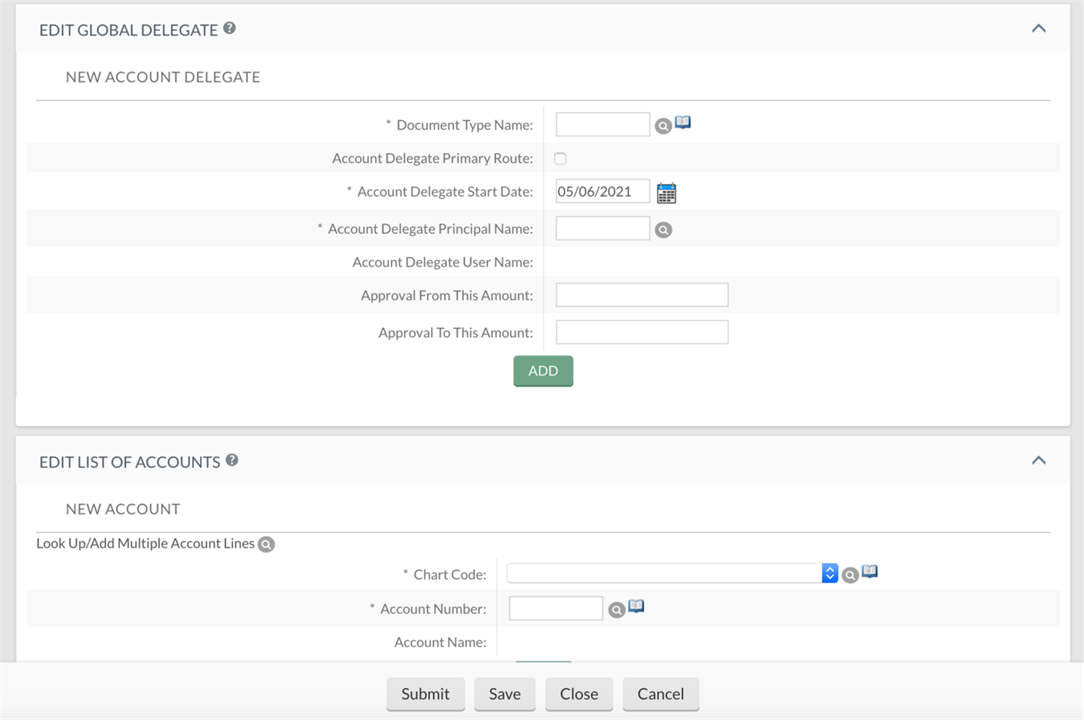 EDIT GLOBAL DELEGATE ?
NEW ACCOUNT DELEGATE
* Document Type Name:
Account Delegate Primary Route:
* Account Delegate Start Date: 05/06/2021
* Account Delegate Principal Name:
Account Delegate User Name:
Approval From This Amount:
Approval To This Amount:
ADD
EDIT LIST OF ACCOUNTS ?
NEW ACCOUNT
Look Up/Add Multiple Account Lines
* Chart Code:
* Account Number:
Account Name:
Submit Save Close Cancel